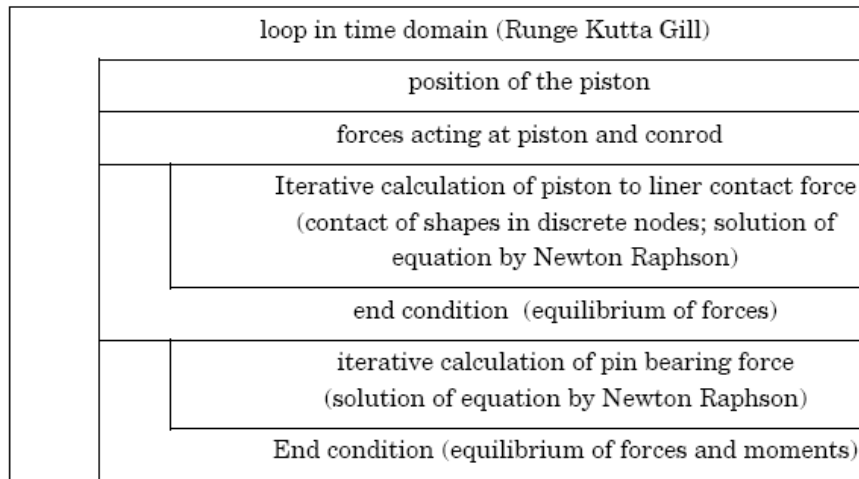 loop in time domain (Runge Kutta Gill)
position of the piston
forces acting at piston and conrod
Iterative calculation of piston to liner contact force
(contact of shapes in discrete nodes; solution of
equation by Newton Raphson)
end condition (equilibrium of forces)
iterative calculation of pin bearing force
(solution of equation by Newton Raphson)
End condition (equilibrium of forces and moments)